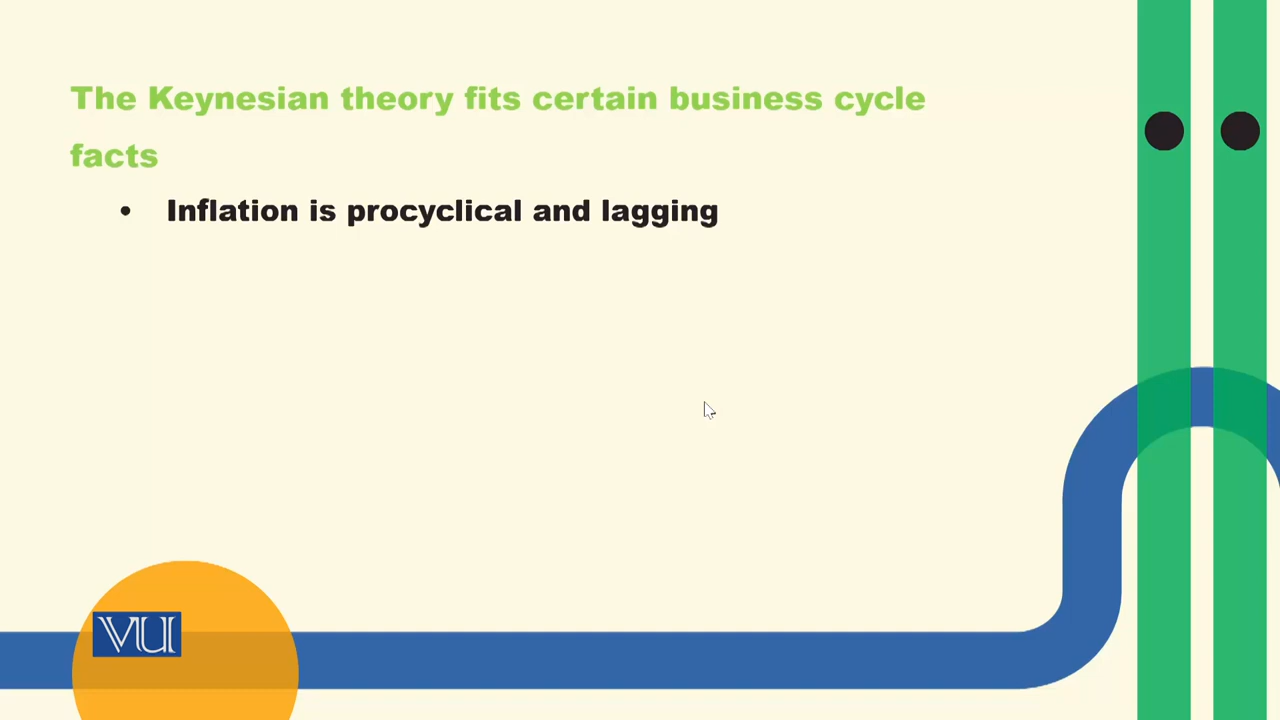 The Keynesian theory fits certain business cycle
facts
• Inflation is procyclical and lagging
VU